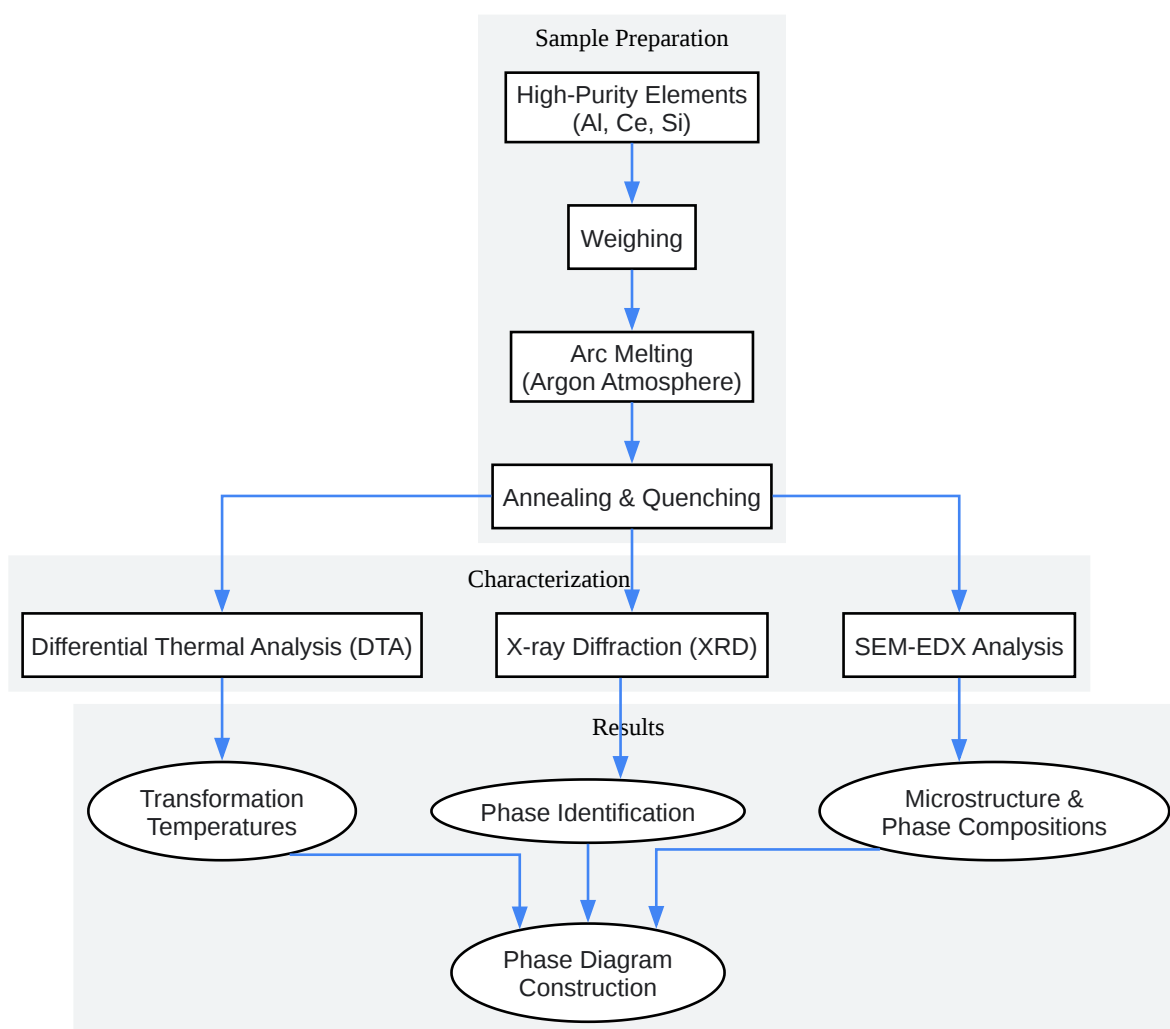 Sample Preparation
High-Purity Elements
(Al, Ce, Si)
Weighing
Arc Melting
(Argon Atmosphere)
Annealing & Quenching
Characterization
Differential Thermal Analysis (DTA)
X-ray Diffraction (XRD)
SEM-EDX Analysis
Results
Transformation
Temperatures
Phase Identification
Microstructure &
Phase Compositions
Phase Diagram
Construction